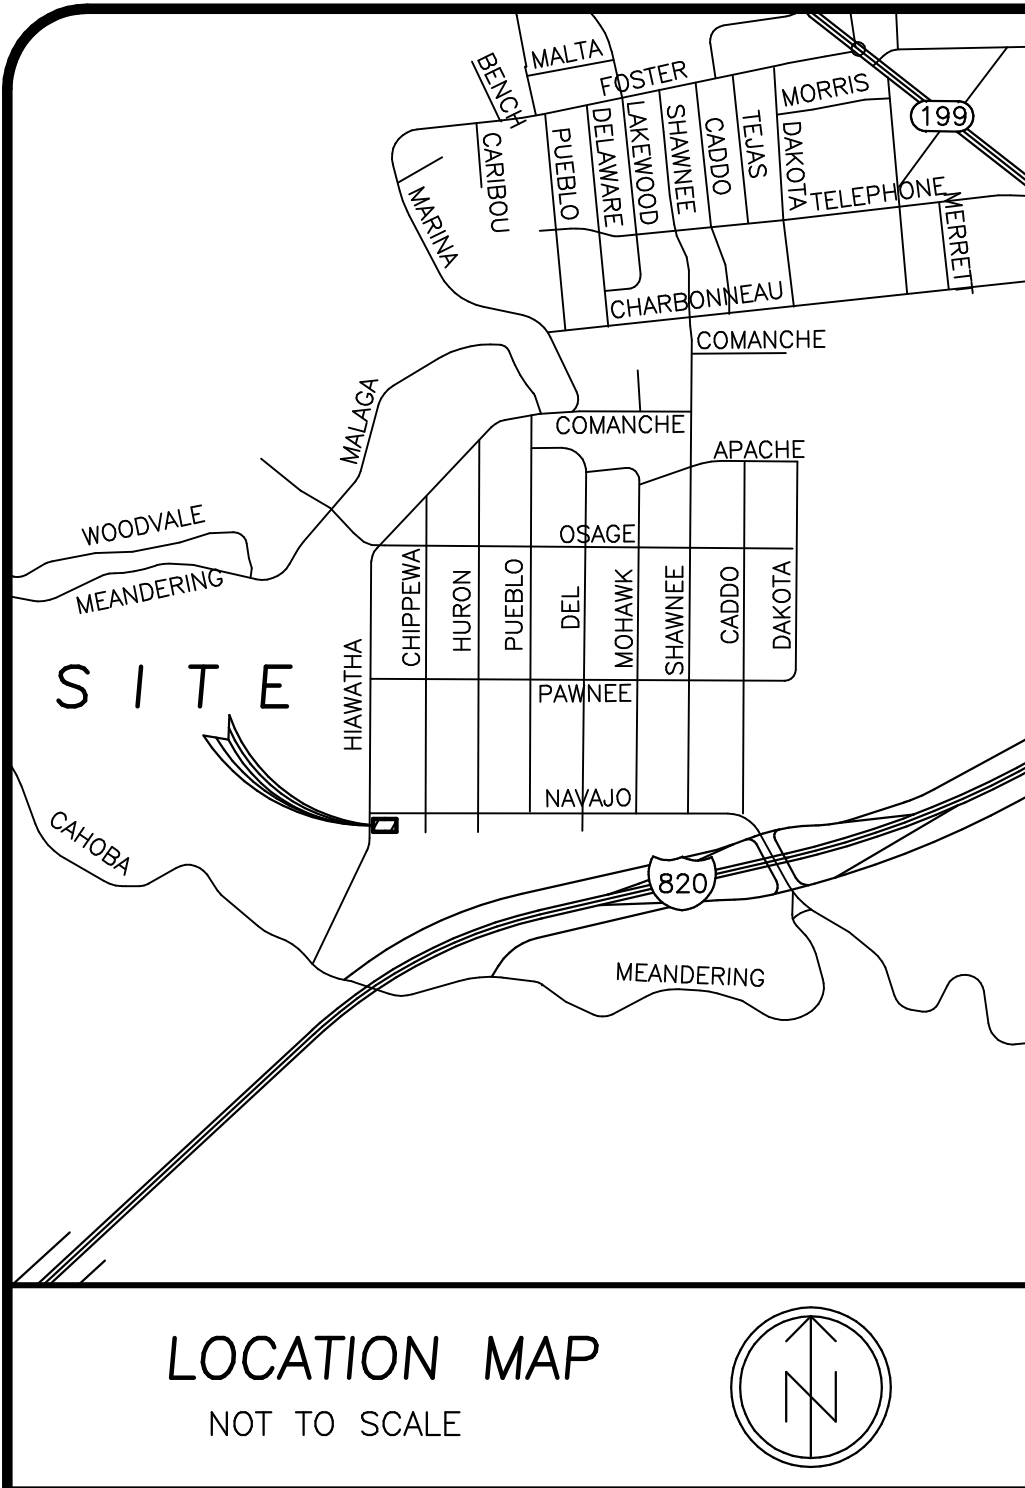 MALTA
BENCH
FOSTER
MORRIS
199
CARIBOU
PUEBLO
DELAWARE
LAKEWOOD
SHAWNEE
CADDO
TEJAS
DAKOTA
TELEPHONE
MERRETT
MARINA
CHARBONNEAU
COMANCHE
MALAGA
COMANCHE
APACHE
WOODVALE
OSAGE
MEANDERING
CHIPPEWA
HURON
PUEBLO
DEL
MOHAWK
SHAWNEE
CADDO
DAKOTA
SITE
HIAWATHA
PAWNEE
NAVAJO
CAHOBA
820
MEANDERING
LOCATION MAP
NOT TO SCALE
N